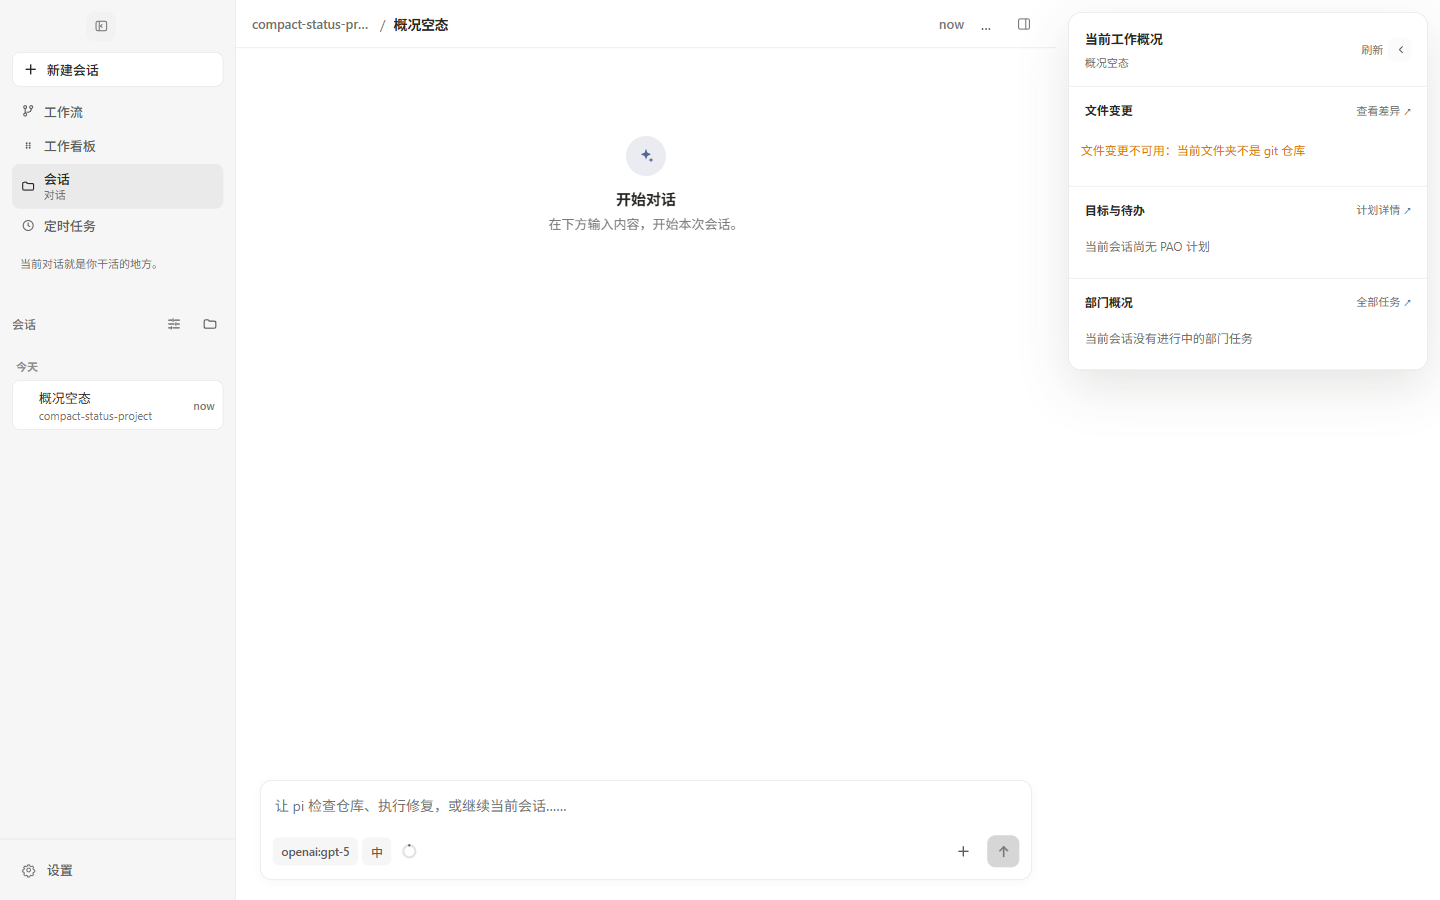 新建会话
工作流
工作看板
会话
对话
定时任务
当前对话就是你干活的地方。
会话
今天
概况空态
compact-status-project
now
设置
compact-status-pr... / 概况空态
now
...
开始对话
在下方输入内容，开始本次会话。
让 pi 检查仓库、执行修复，或继续当前会话......
openai:gpt-5
中
当前工作概况
概况空态
刷新
文件变更
查看差异 ↗
文件变更不可用：当前文件夹不是 git 仓库
目标与待办
计划详情 ↗
当前会话尚无 PAO 计划
部门概况
全部任务 ↗
当前会话没有进行中的部门任务